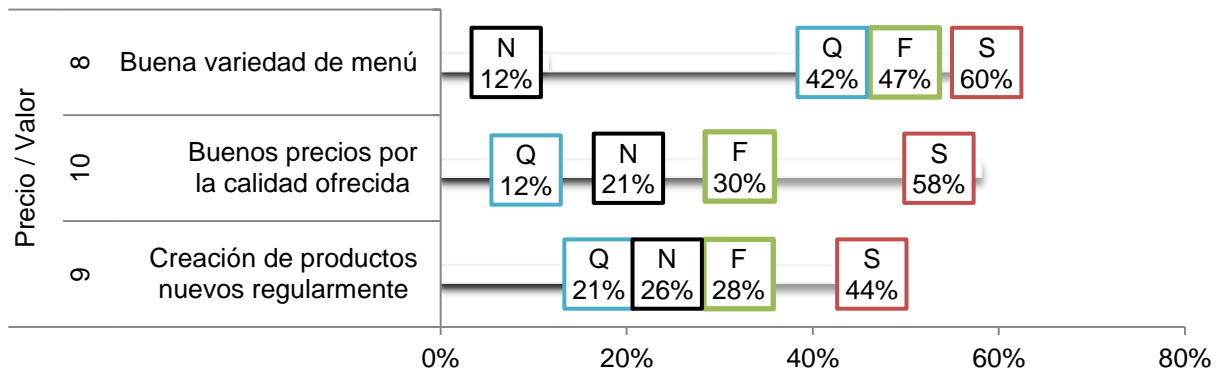 Precio / Valor
8
Buena variedad de menú
N
12%
Q
42%
F
47%
S
60%
10
Buenos precios por
la calidad ofrecida
Q
12%
N
21%
F
30%
S
58%
9
Creación de productos
nuevos regularmente
Q
21%
N
26%
F
28%
S
44%
0%
20%
40%
60%
80%